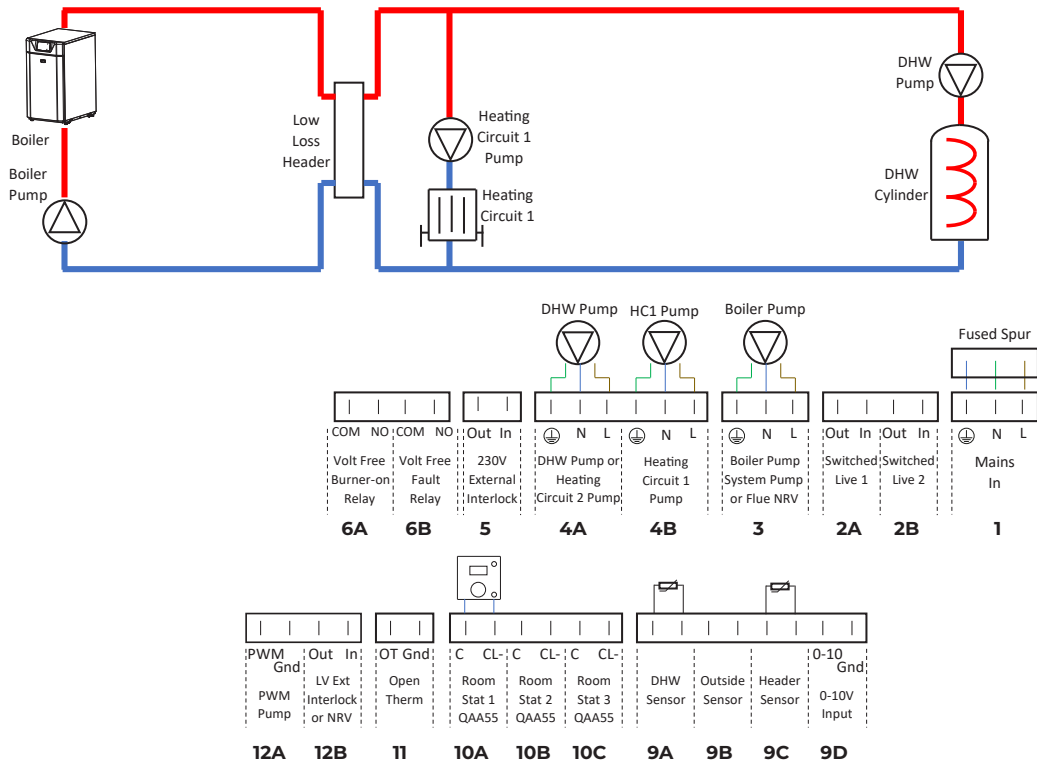 DHW
Pump
Heating
Circuit 1
Pump
Low
Loss
Header
Boiler
Boiler
Pump
Heating
Circuit 1
DHW
Cylinder
DHW Pump HC1 Pump Boiler Pump
Fused Spur
COM NO COM NO Out In N L N L N L Out In Out In N L
Volt Free
Burner-on
Relay
Volt Free
Fault
Relay
230V
External
Interlock
DHW Pump or
Heating
Circuit 2 Pump
Heating
Circuit 1
Pump
Boiler Pump
System Pump
or Flue NRV
Switched
Live 1
Switched
Live 2
Mains
In
6A 6B 5 4A 4B 3 2A 2B 1
PWM
Gnd
Out In OT Gnd C CL- C CL- C CL-
0-10
Gnd
PWM
Pump
LV Ext
Interlock
or NRV
Open
Therm
Room
Stat 1
QAA55
Room
Stat 2
QAA55
Room
Stat 3
QAA55
DHW
Sensor
Outside
Sensor
Header
Sensor
0-10V
Input
12A 12B 11 10A 10B 10C 9A 9B 9C 9D